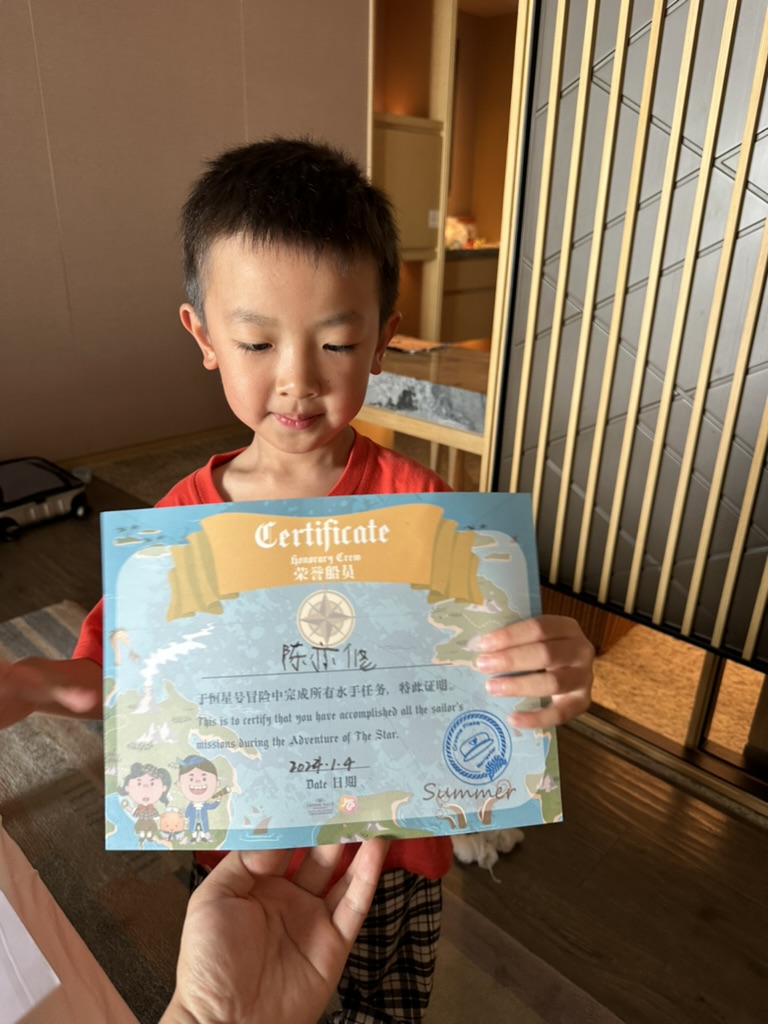 Certificate
Honorary Crew
荣誉船员
陈亦修
于恒星号冒险中完成所有水手任务，特此证明。
This is to certify that you have accomplished all the sailor's
missions during the Adventure of The Star.
2024.1.4
Date 日期
Summer